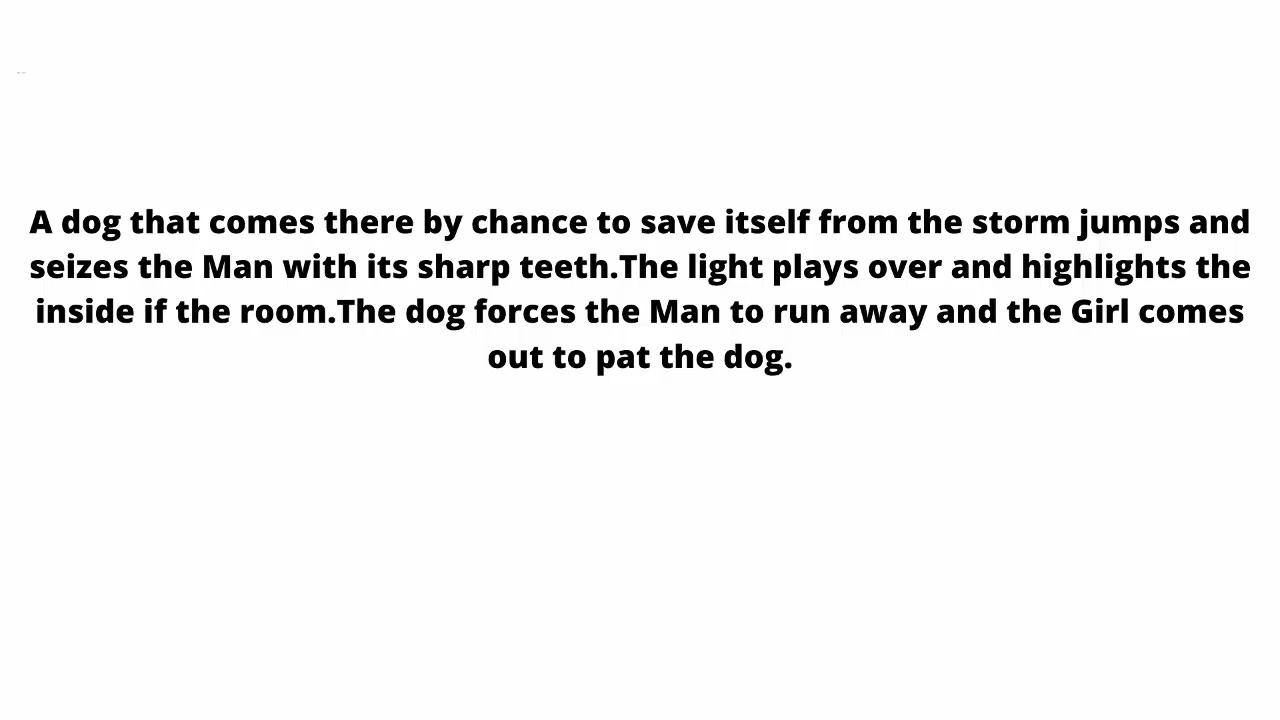 A dog that comes there by chance to save itself from the storm jumps and
seizes the Man with its sharp teeth.The light plays over and highlights the
inside if the room.The dog forces the Man to run away and the Girl comes
out to pat the dog.